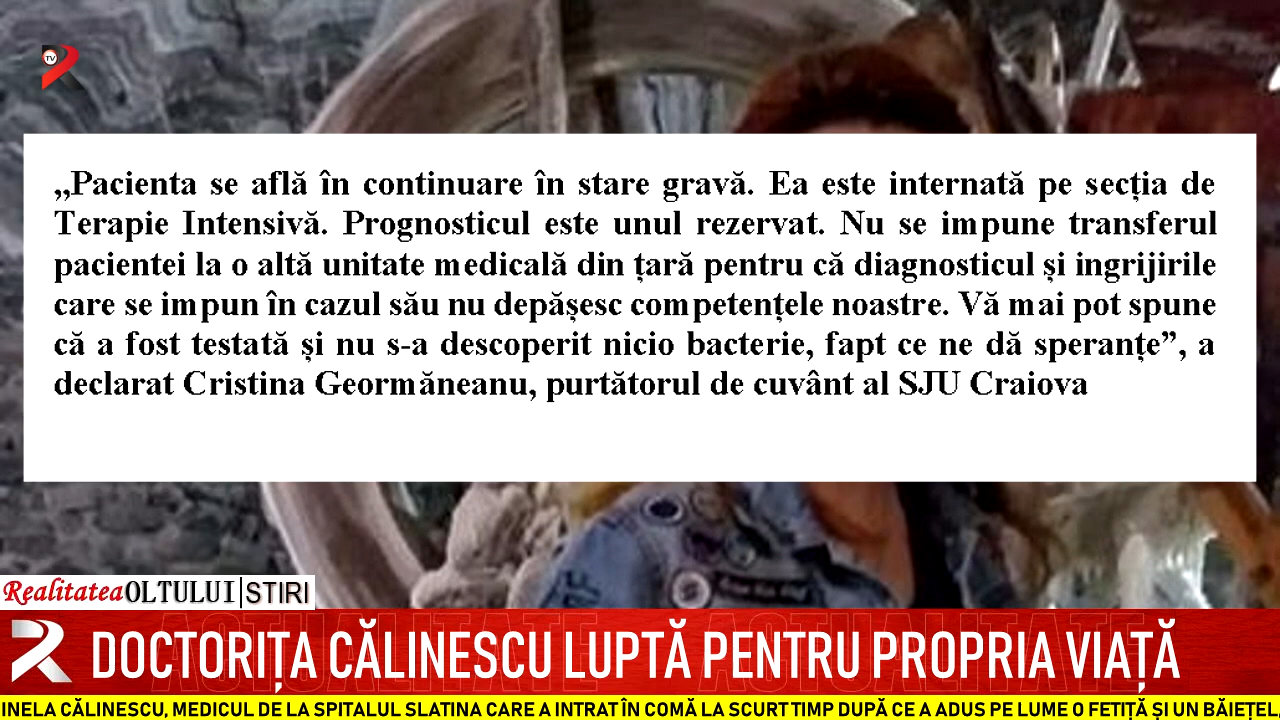 TV
„Pacienta se află în continuare în stare gravă. Ea este internată pe secția de
Terapie Intensivă. Prognosticul este unul rezervat. Nu se impune transferul
pacientei la o altă unitate medicală din țară pentru că diagnosticul și ingrijirile
care se impun în cazul său nu depășesc competențele noastre. Vă mai pot spune
că a fost testată și nu s-a descoperit nicio bacterie, fapt ce ne dă speranțe”, a
declarat Cristina Geormăneanu, purtătorul de cuvânt al SJU Craiova
RealitateaOLTULUI|STIRI
ACTUALITATE ACTUALITATE
DOCTORIȚA CĂLINESCU LUPTĂ PENTRU PROPRIA VIAȚĂ
INELA CĂLINESCU, MEDICUL DE LA SPITALUL SLATINA CARE A INTRAT ÎN COMĂ LA SCURT TIMP DUPĂ CE A ADUS PE LUME O FETIȚĂ ȘI UN BĂIEȚEL,